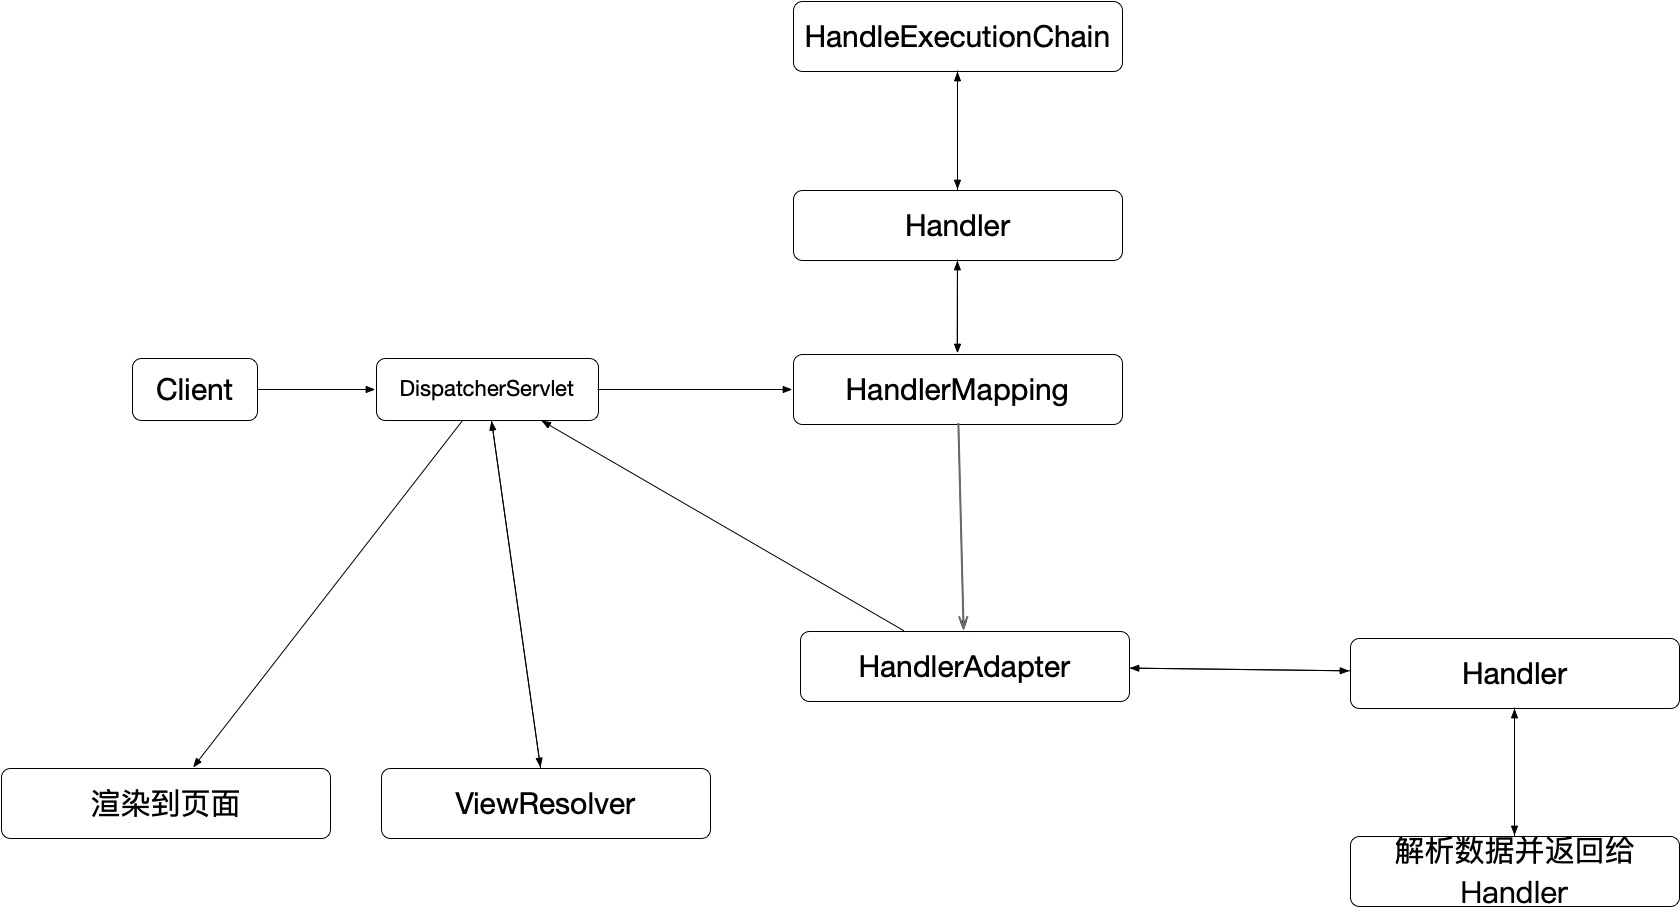 HandleExecutionChain
Handler
Client
DispatcherServlet
HandlerMapping
HandlerAdapter
Handler
渲染到页面
ViewResolver
解析数据并返回给
Handler